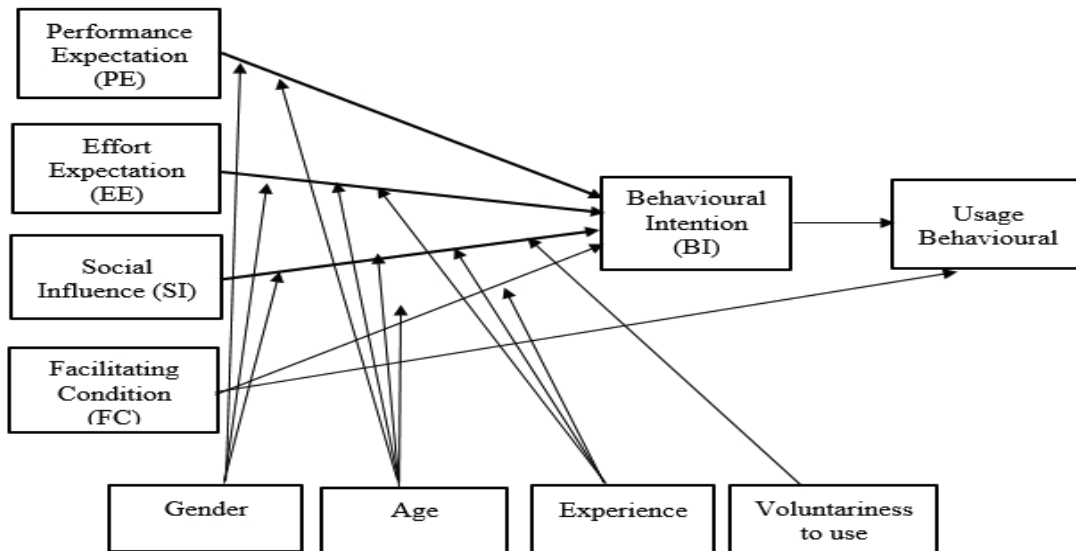 Performance
Expectation
(PE)
Effort
Expectation
(EE)
Social
Influence (SI)
Facilitating
Condition
(FC)
Behavioural
Intention
(BI)
Usage
Behavioural
Gender
Age
Experience
Voluntariness
to use